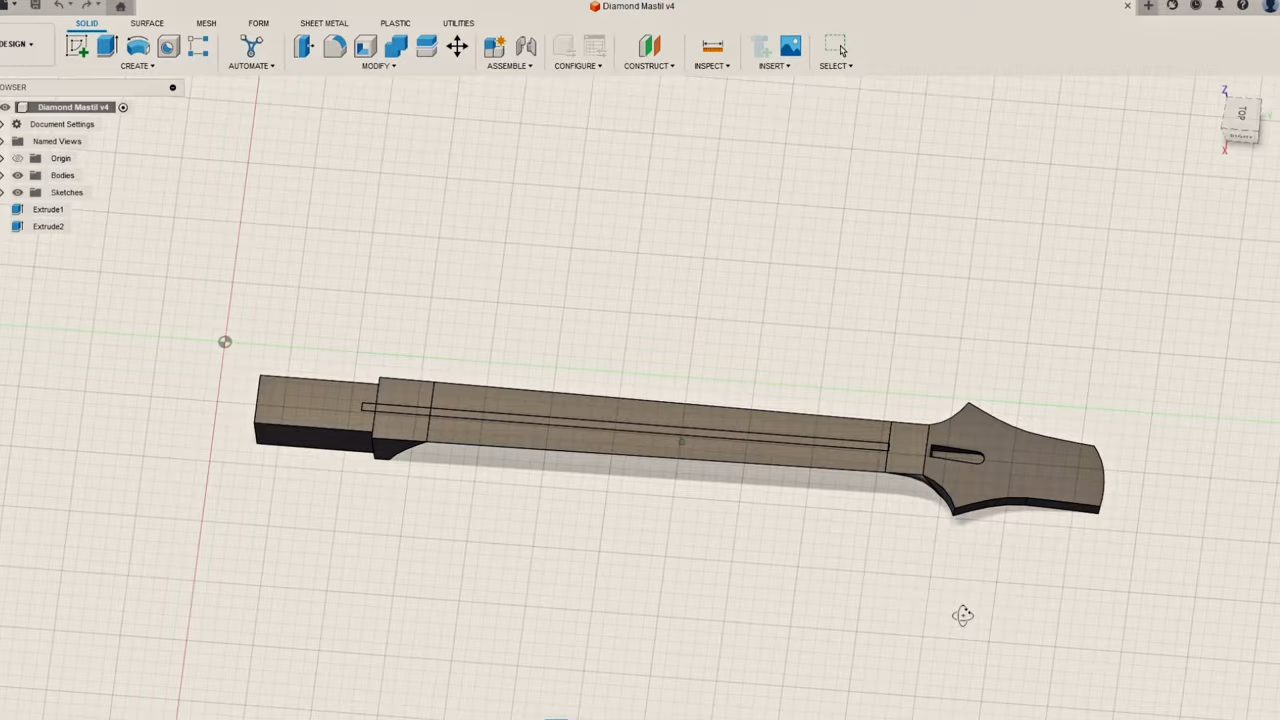 Diamond Mastil v4
SOLID SURFACE MESH FORM SHEET METAL PLASTIC UTILITIES
DESIGN
CREATE AUTOMATE MODIFY ASSEMBLE CONFIGURE CONSTRUCT INSPECT INSERT SELECT
OWSER
Diamond Mastil v4
Document Settings
Named Views
Origin
Bodies
Sketches
Extrude1
Extrude2
Z
TOP
RIGHT
X